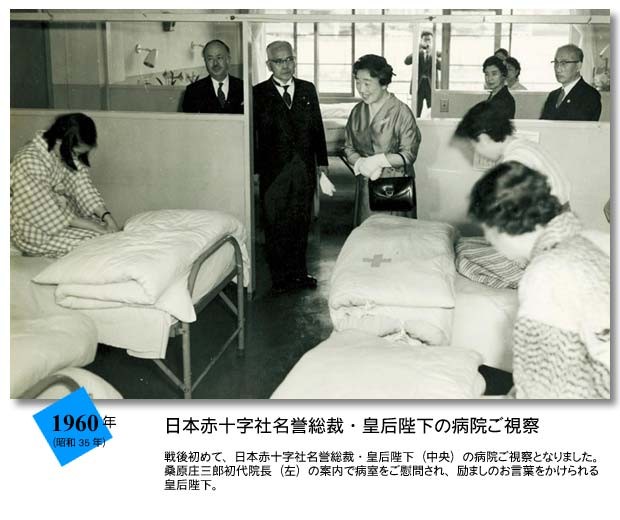 1960年
(昭和35年)
日本赤十字社名誉総裁・皇后陛下の病院ご視察
戦後初めて、日本赤十字社名誉総裁・皇后陛下（中央）の病院ご視察となりました。
桑原庄三郎初代院長（左）の案内で病室をご慰問され、励ましのお言葉をかけられる
皇后陛下。